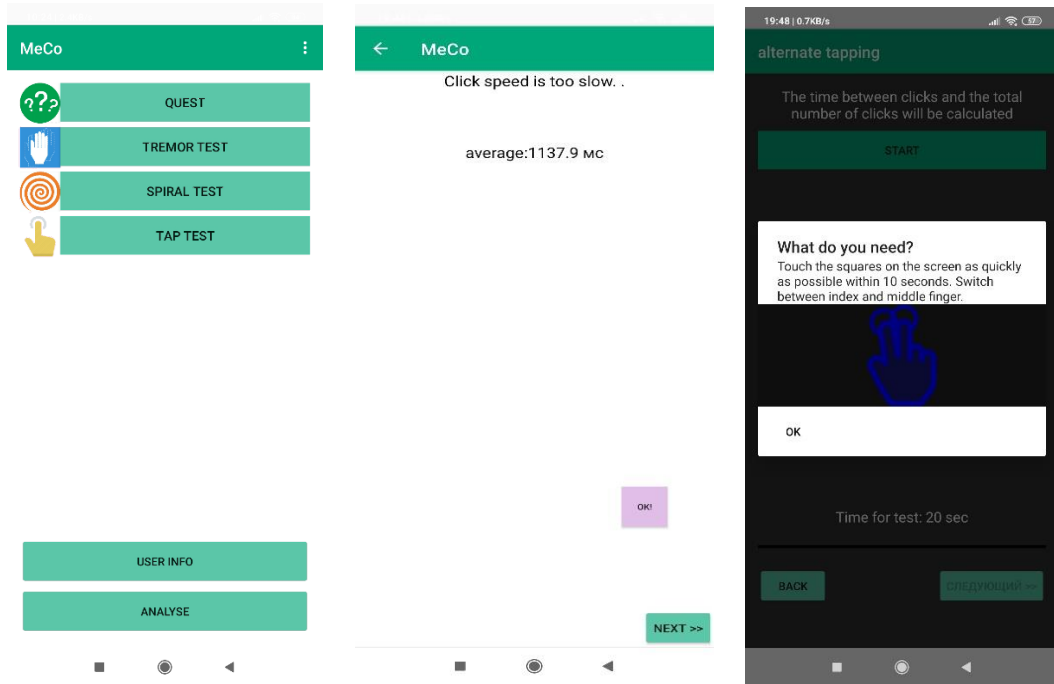 MeCo
???
QUEST
TREMOR TEST
SPIRAL TEST
TAP TEST
USER INFO
ANALYSE
MeCo
Click speed is too slow. .
average:1137.9 мс
OK!
NEXT >>
19:48 | 0.7KB/s
57
alternate tapping
The time between clicks and the total
number of clicks will be calculated
START
What do you need?
Touch the squares on the screen as quickly
as possible within 10 seconds. Switch
between index and middle finger.
OK
Time for test: 20 sec
BACK
СЛЕДУЮЩИЙ >>